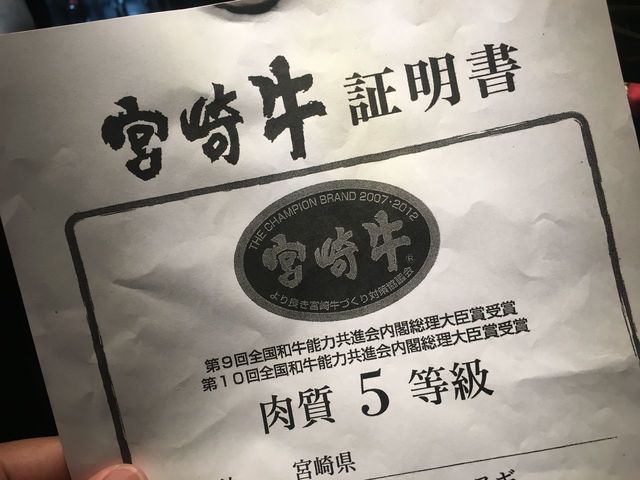 宮崎牛 証明書
THE CHAMPION BRAND 2007・2012
宮崎牛®
より良き宮崎牛づくり対策協議会
第9回全国和牛能力共進会内閣総理大臣賞受賞
第10回全国和牛能力共進会内閣総理大臣賞受賞
肉質 5 等級
宮崎県